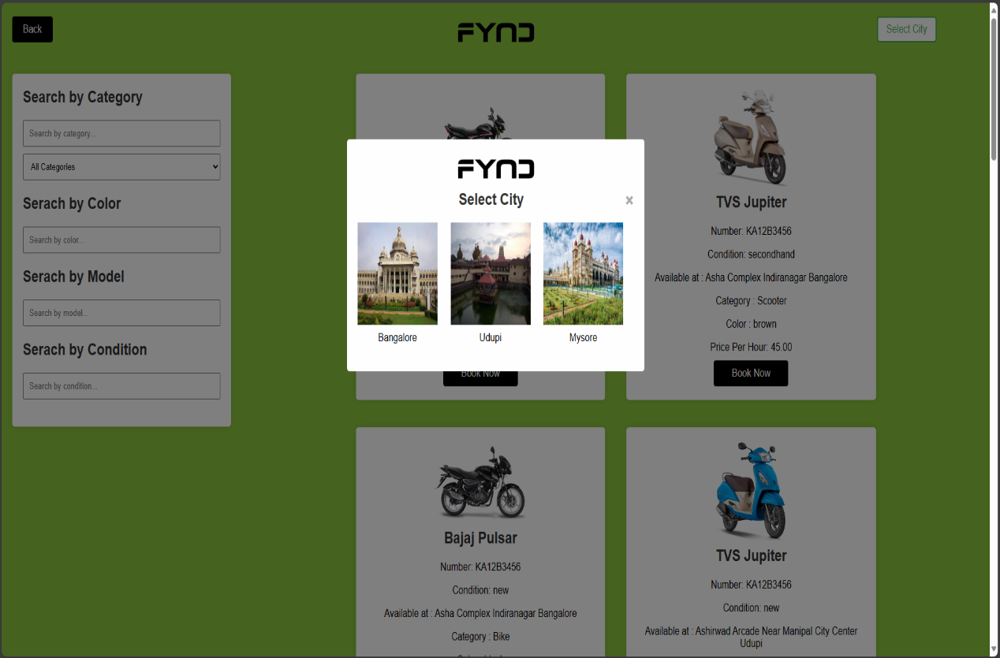 Back
FYND
Select City
Search by Category
Search by category...
All Categories
Serach by Color
Search by color...
Serach by Model
Search by model...
Serach by Condition
Search by condition...
FYND
Select City
×
Bangalore
Udupi
Mysore
Book Now
TVS Jupiter
Number: KA12B3456
Condition: secondhand
Available at : Asha Complex Indiranagar Bangalore
Category : Scooter
Color : brown
Price Per Hour: 45.00
Book Now
Bajaj Pulsar
Number: KA12B3456
Condition: new
Available at : Asha Complex Indiranagar Bangalore
Category : Bike
TVS Jupiter
Number: KA12B3456
Condition: new
Available at : Ashirwad Arcade Near Manipal City Center
Udupi